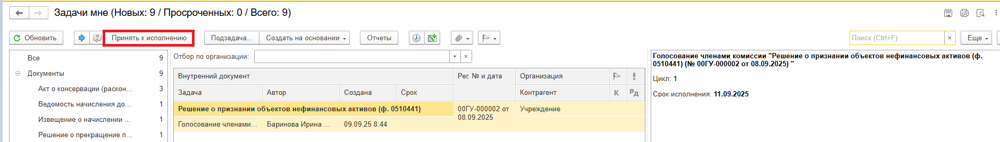 Задачи мне (Новых: 9 / Просроченных: 0 / Всего: 9)
Обновить
Принять к исполнению
Подзадача...
Создать на основании
Отчеты
Поиск (Ctrl+F)
×
Еще
Все 9
Документы 9
Акт о консервации (раскон... 3
Ведомость начисления до... 1
Извещение о начислении ... 1
Решение о прекращение п... 1
Отбор по организации:
×
Внутренний документ Рег. № и дата Организация
Задача Автор Создана Срок Контрагент К Рд
Решение о признании объектов нефинансовых активов (ф. 0510441) 00ГУ-000002 от Учреждение
08.09.2025
Голосование членами... Баринова Ирина ... 09.09.25 8:44
Голосование членами комиссии "Решение о признании объектов нефинансовых активов (ф.
0510441) (№ 00ГУ-000002 от 08.09.2025) "
Цикл: 1
Срок исполнения: 11.09.2025